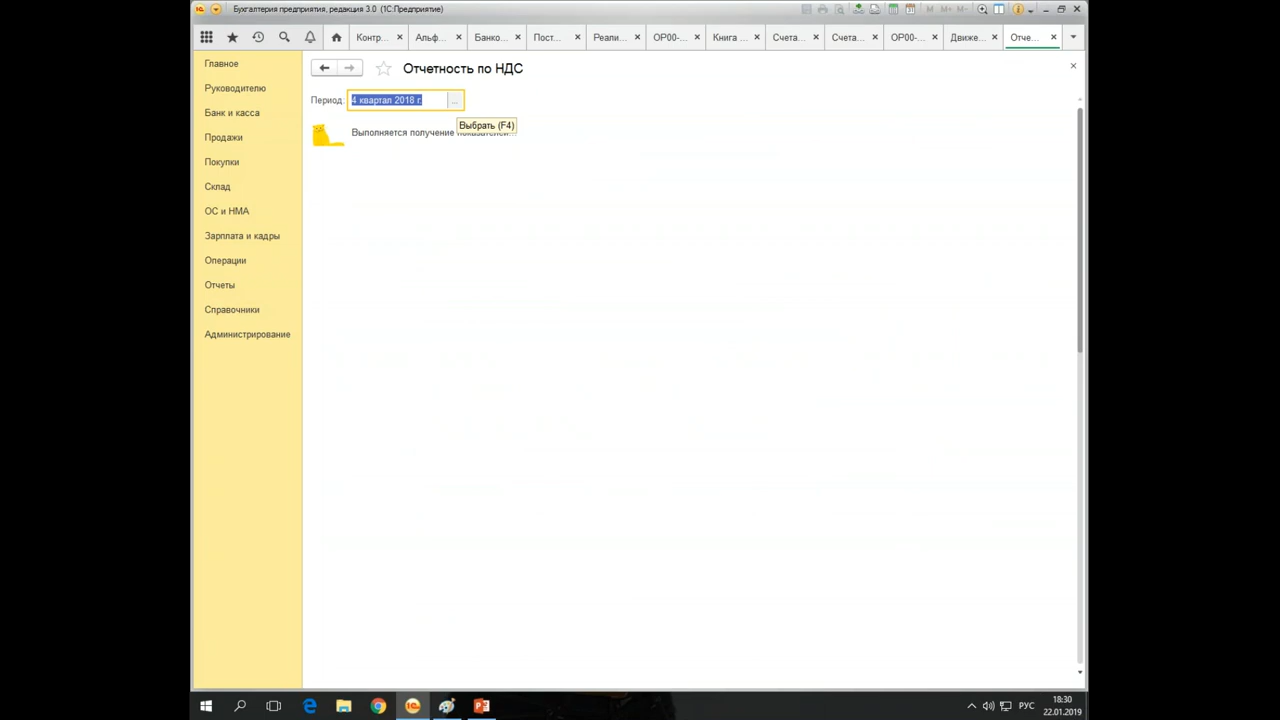 Бухгалтерия предприятия, редакция 3.0 (1С:Предприятие)
M M+ M-
Контр... Альф... Банко... Пост... Реали... ОР00-... Книга ... Счета... Счета... ОР00-... Движе... Отче...
Главное
Руководителю
Банк и касса
Продажи
Покупки
Склад
ОС и НМА
Зарплата и кадры
Операции
Отчеты
Справочники
Администрирование
Отчетность по НДС
Период: 4 квартал 2018 г. ...
Выбрать (F4)
Выполняется получение показателей...
РУС
18:30
22.01.2019